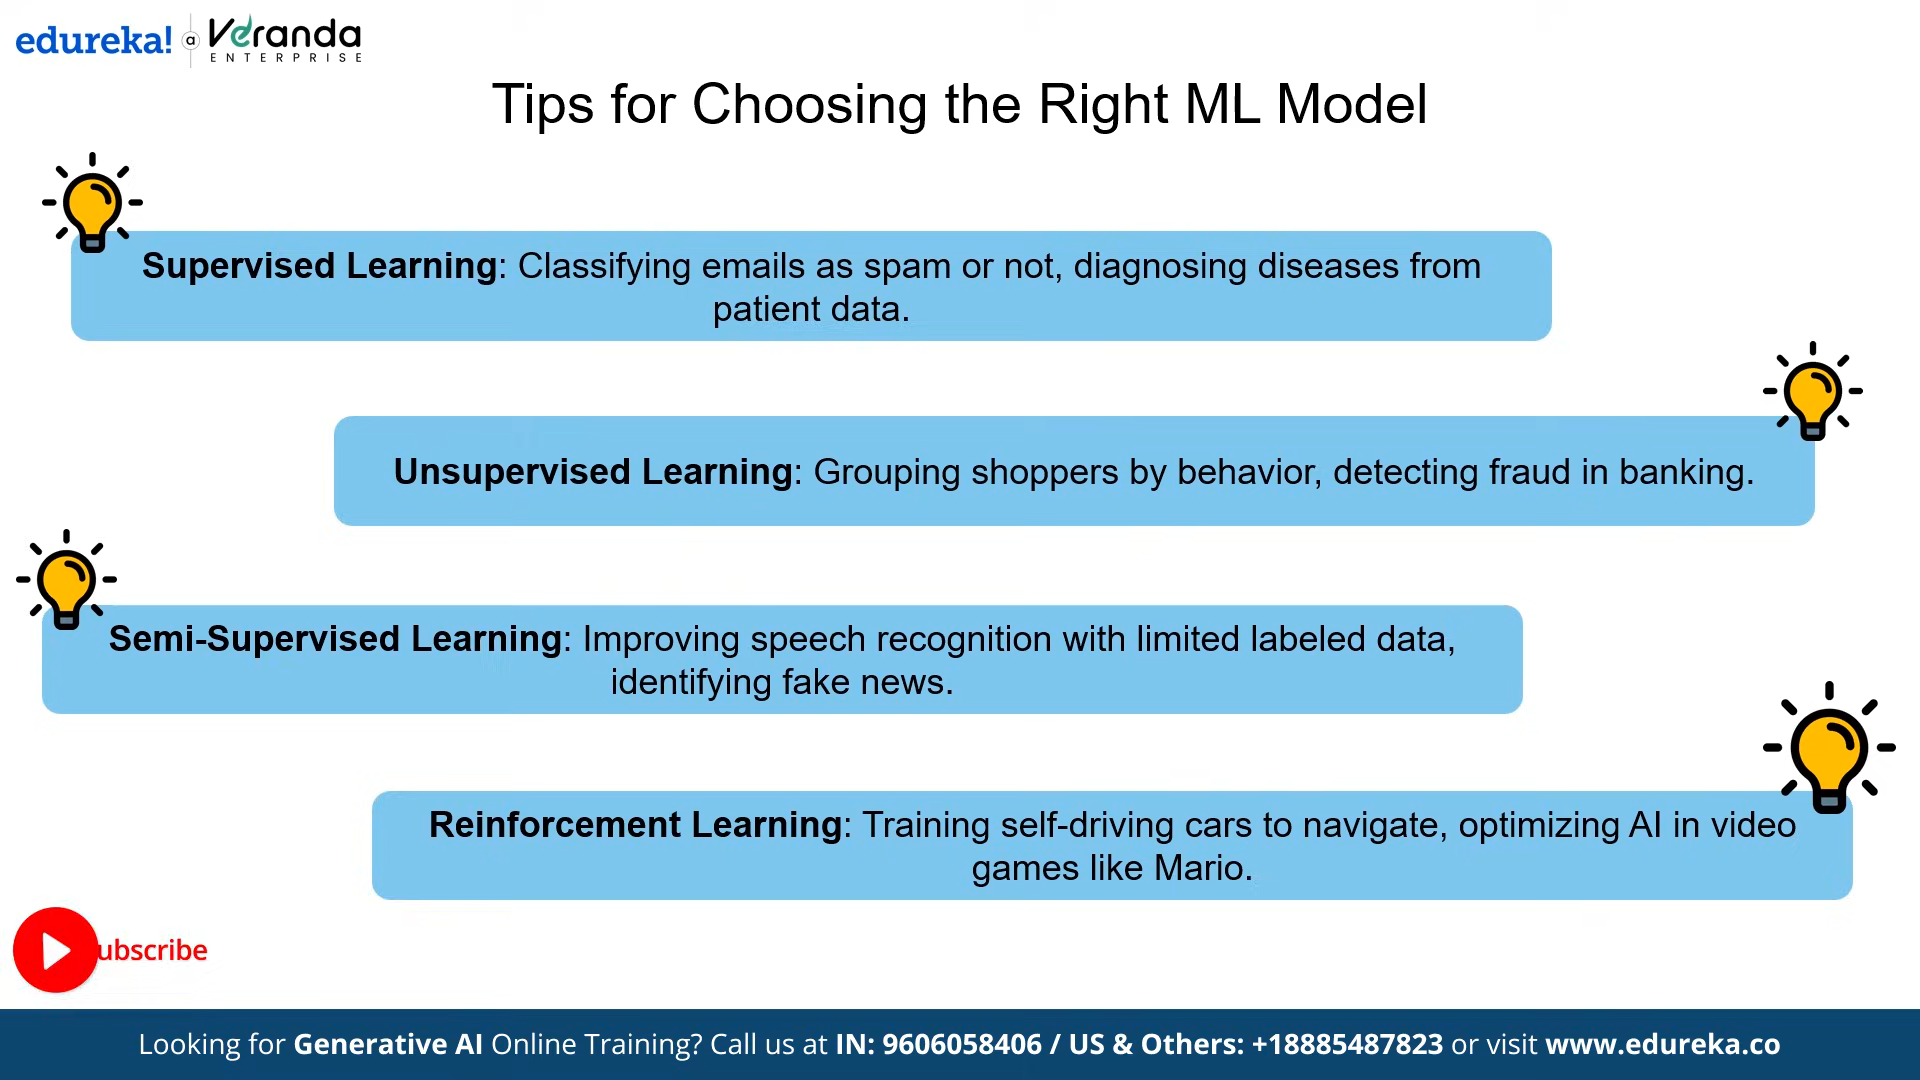 edureka! a Veranda
ENTERPRISE
Tips for Choosing the Right ML Model
Supervised Learning: Classifying emails as spam or not, diagnosing diseases from
patient data.
Unsupervised Learning: Grouping shoppers by behavior, detecting fraud in banking.
Semi-Supervised Learning: Improving speech recognition with limited labeled data,
identifying fake news.
Reinforcement Learning: Training self-driving cars to navigate, optimizing AI in video
games like Mario.
ubscribe
Looking for Generative AI Online Training? Call us at IN: 9606058406 / US & Others: +18885487823 or visit www.edureka.co